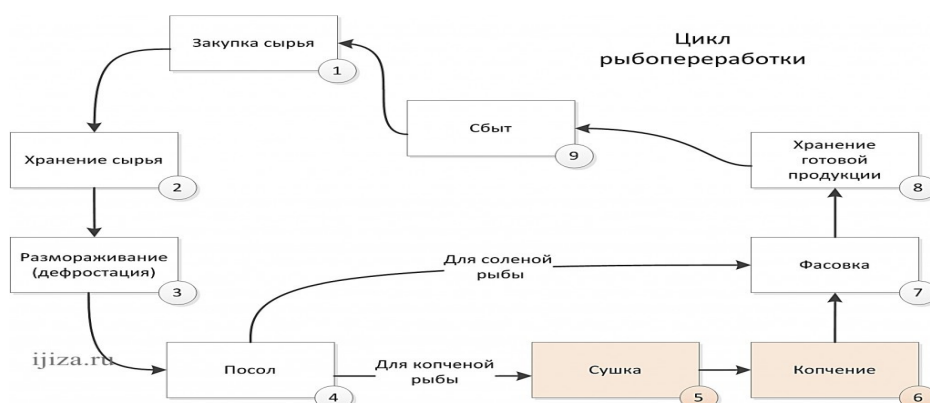 Цикл
рыбопереработки
Закупка сырья
1
Хранение сырья
2
Размораживание
(дефростация)
3
Посол
4
Для соленой
рыбы
Для копченой
рыбы
Сушка
5
Копчение
6
Фасовка
7
Хранение
готовой
продукции
8
Сбыт
9
ijiza.ru